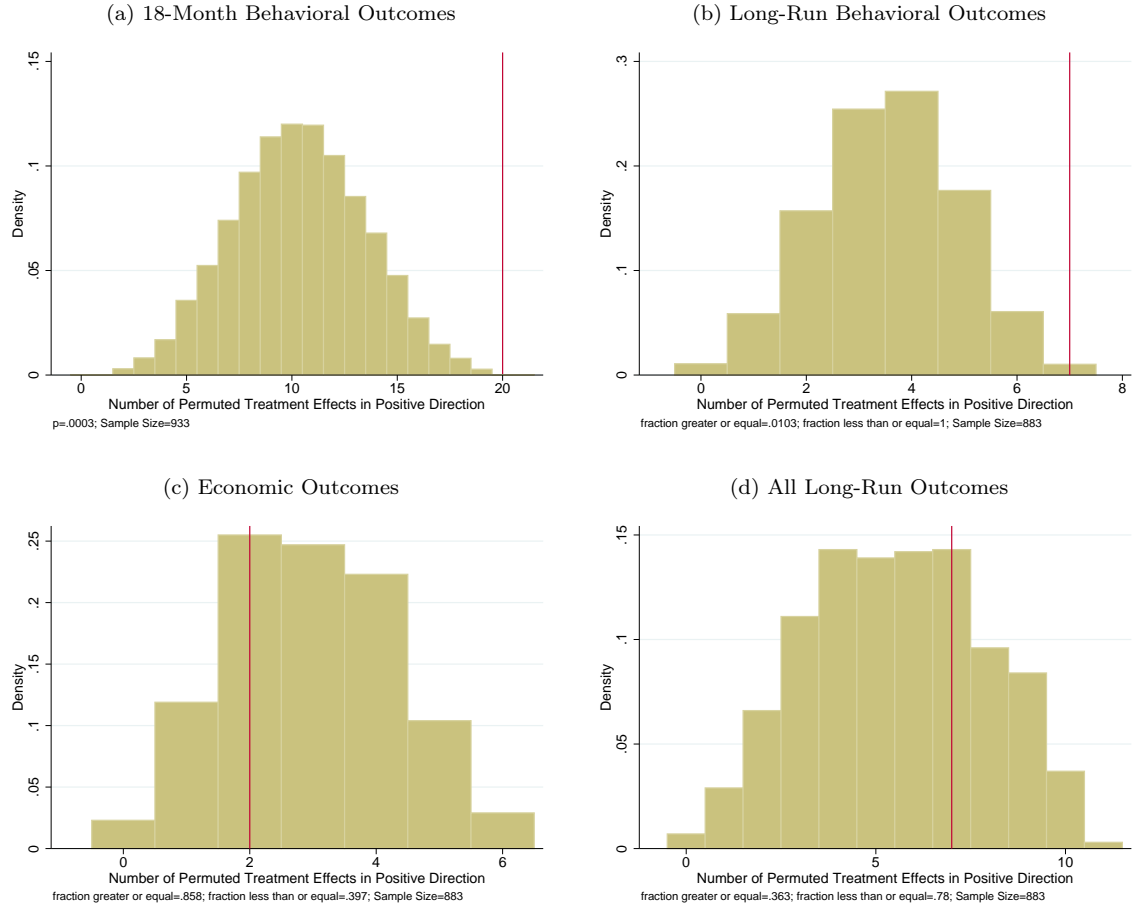 (a) 18-Month Behavioral Outcomes
.15
.1
.05
0
Density
0 5 10 15 20
Number of Permuted Treatment Effects in Positive Direction
p=.0003; Sample Size=933
(b) Long-Run Behavioral Outcomes
.3
.2
.1
0
Density
0 2 4 6 8
Number of Permuted Treatment Effects in Positive Direction
fraction greater or equal=.0103; fraction less than or equal=1; Sample Size=883
(c) Economic Outcomes
.25
.2
.15
.1
.05
0
Density
0 2 4 6
Number of Permuted Treatment Effects in Positive Direction
fraction greater or equal=.858; fraction less than or equal=.397; Sample Size=883
(d) All Long-Run Outcomes
.15
.1
.05
0
Density
0 5 10
Number of Permuted Treatment Effects in Positive Direction
fraction greater or equal=.363; fraction less than or equal=.78; Sample Size=883